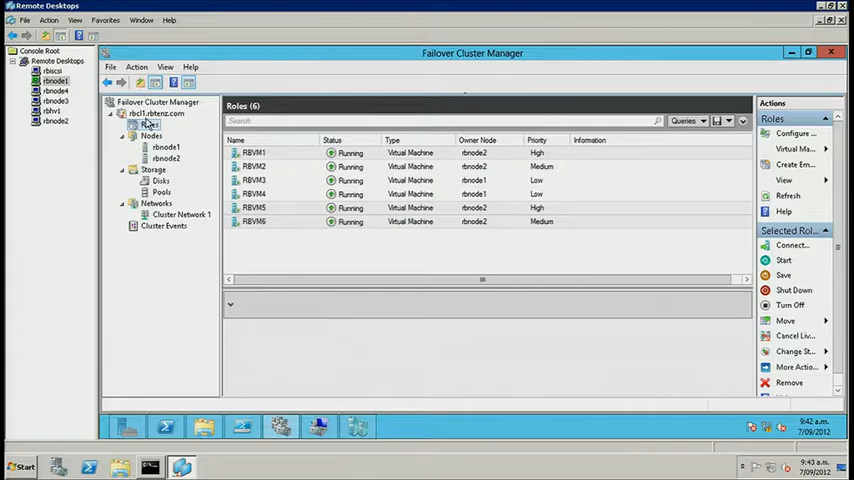 Remote Desktops
File Action View Favorites Window Help
Console Root
Remote Desktops
rbiscsi
rbnode1
rbnode4
rbnode3
rbhv1
rbnode2
Failover Cluster Manager
File Action View Help
Failover Cluster Manager
rbcl1.rbtenz.com
Nodes
rbnode1
rbnode2
Storage
Disks
Pools
Networks
Cluster Network 1
Cluster Events
Roles (6)
Search
Queries
Name Status Type Owner Node Priority Information
RBVM1 Running Virtual Machine rbnode2 High
RBVM2 Running Virtual Machine rbnode2 Medium
RBVM3 Running Virtual Machine rbnode1 Low
RBVM4 Running Virtual Machine rbnode1 Low
RBVM5 Running Virtual Machine rbnode2 High
RBVM6 Running Virtual Machine rbnode2 Medium
Actions
Roles
Configure ...
Virtual Ma...
Create Em...
View
Refresh
Help
Selected Rol...
Connect...
Start
Save
Shut Down
Turn Off
Move
Cancel Liv...
Change St...
More Actio...
Remove
9:42 a.m.
7/09/2012
Start
9:43 a.m.
7/09/2012